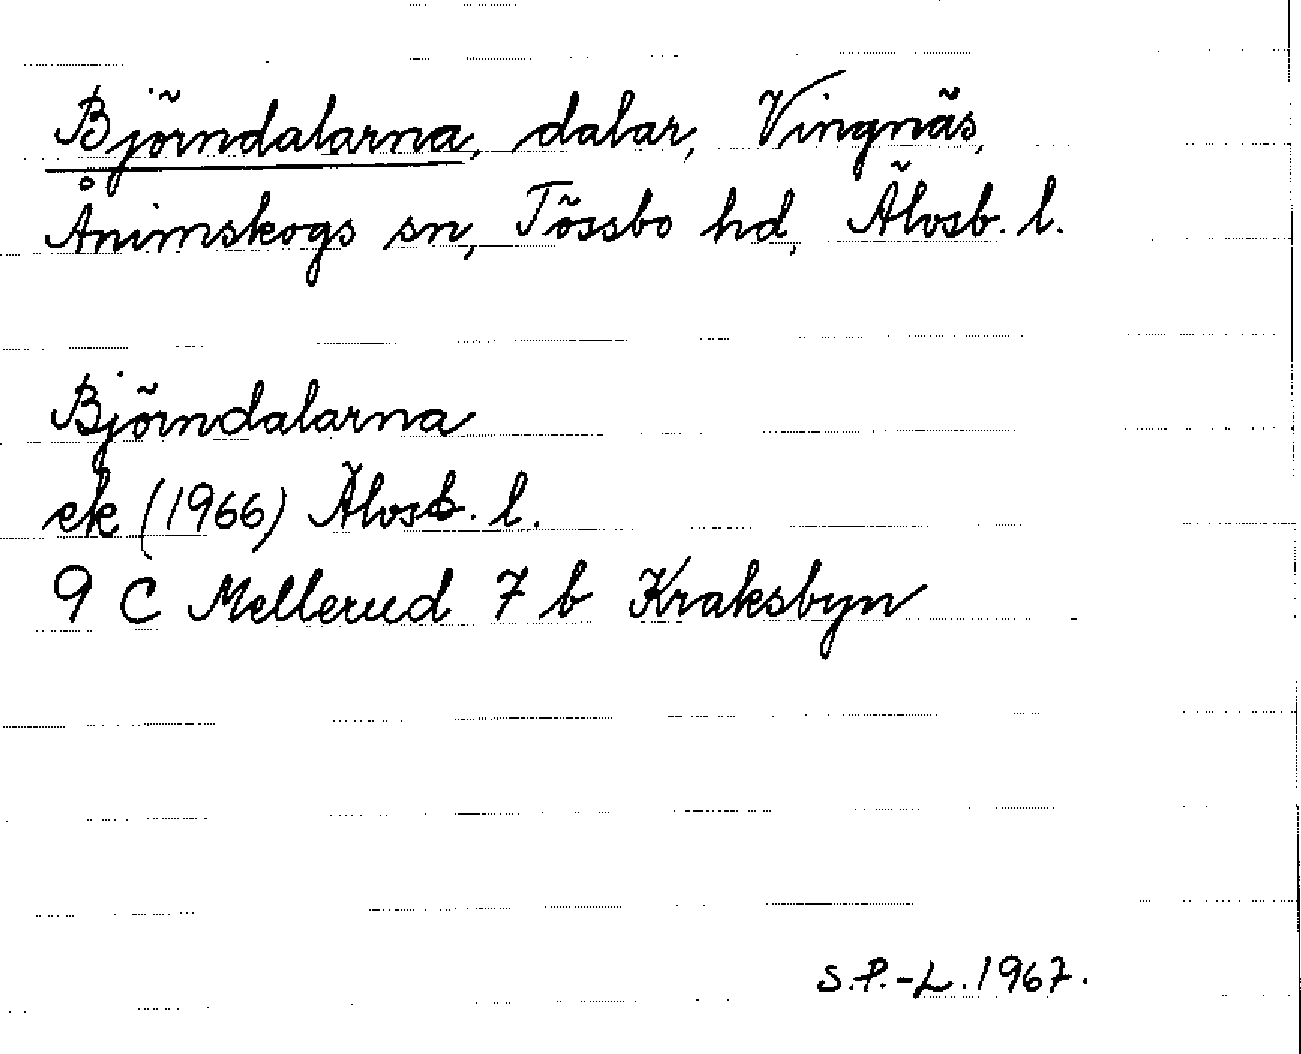 Björndalarna, dalar, Vingnäs,
Ånimskogs sn, Tössbo hd, Älvsb. l.
Björndalarna
ek (1966) Älvsb. l.
9 C Mellerud 7 b Kraksbyn
S.P.-L. 1967.